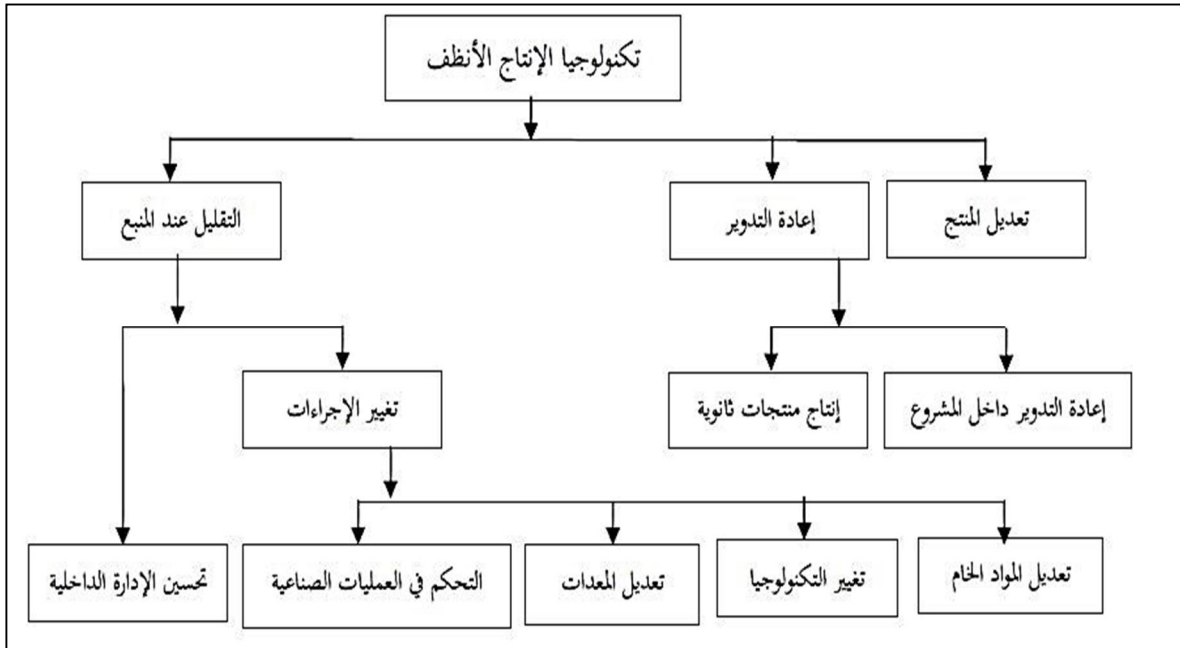 تكنولوجيا الإنتاج الأنظف
تعديل المنتج
إعادة التدوير
التقليل عند المنبع
إعادة التدوير داخل المشروع
إنتاج منتجات ثانوية
تغيير الإجراءات
تعديل المواد الخام
تغيير التكنولوجيا
تعديل المعدات
التحكم في العمليات الصناعية
تحسين الإدارة الداخلية